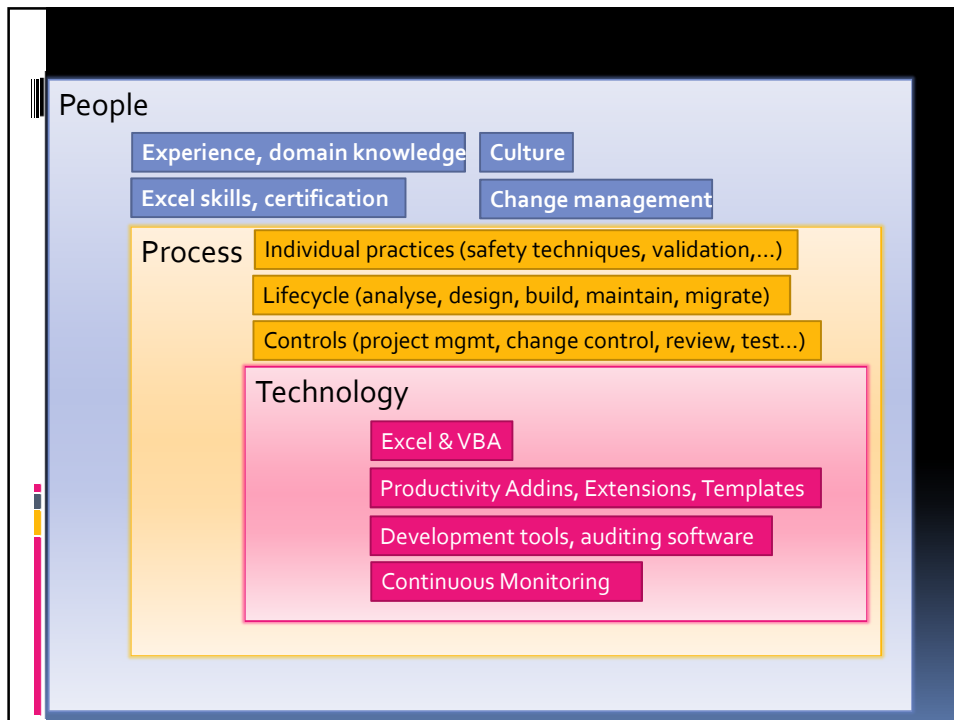 People
Experience, domain knowledge
Culture
Excel skills, certification
Change management
Process
Individual practices (safety techniques, validation,...)
Lifecycle (analyse, design, build, maintain, migrate)
Controls (project mgmt, change control, review, test...)
Technology
Excel & VBA
Productivity Addins, Extensions, Templates
Development tools, auditing software
Continuous Monitoring